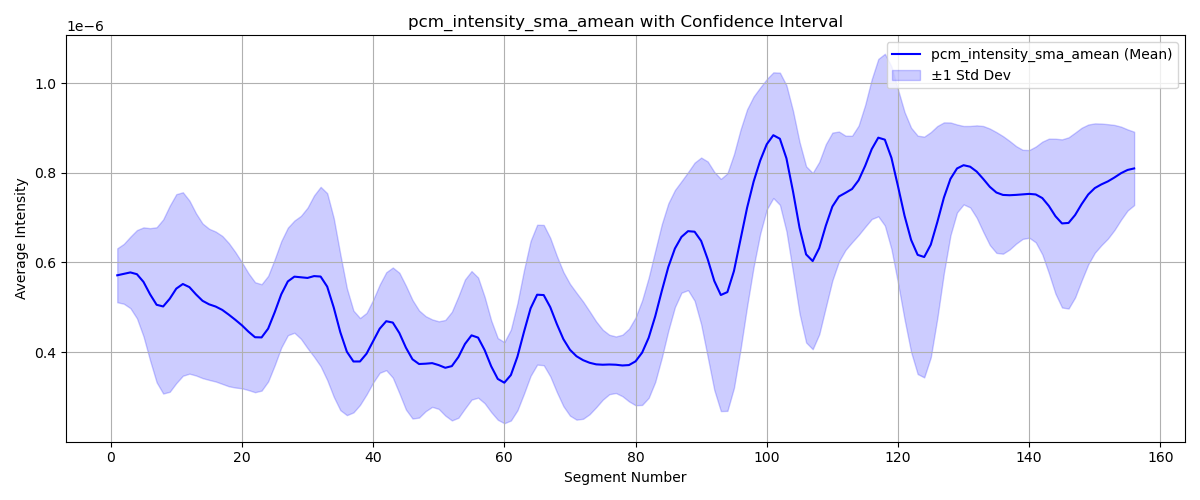 pcm_intensity_sma_amean with Confidence Interval
1e−6
pcm_intensity_sma_amean (Mean)
±1 Std Dev
Average Intensity
1.0
0.8
0.6
0.4
0 20 40 60 80 100 120 140 160
Segment Number